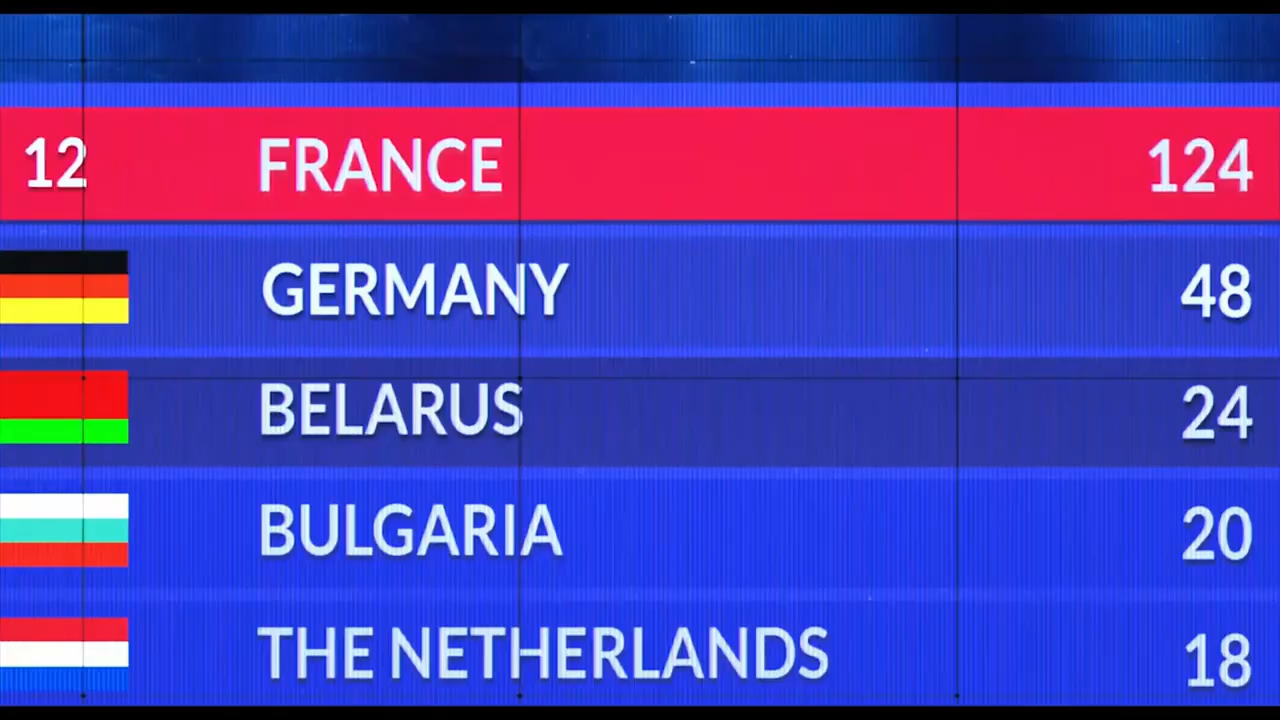 12 FRANCE 124
GERMANY 48
BELARUS 24
BULGARIA 20
THE NETHERLANDS 18